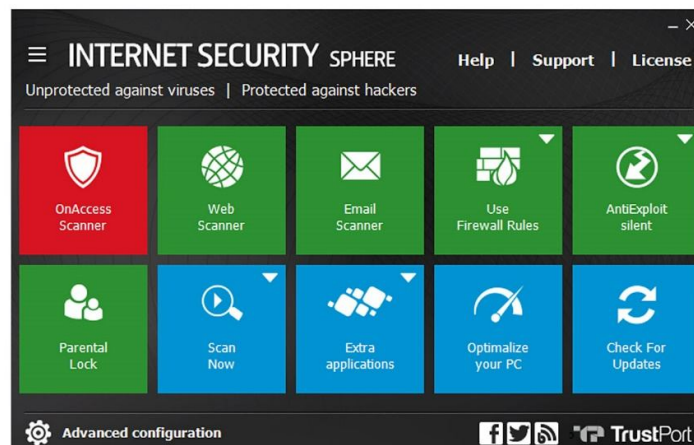 INTERNET SECURITY SPHERE
Help | Support | License
Unprotected against viruses | Protected against hackers
OnAccess
Scanner
Web
Scanner
Email
Scanner
Use
Firewall Rules
AntiExploit
silent
Parental
Lock
Scan
Now
Extra
applications
Optimalize
your PC
Check For
Updates
Advanced configuration
TrustPort